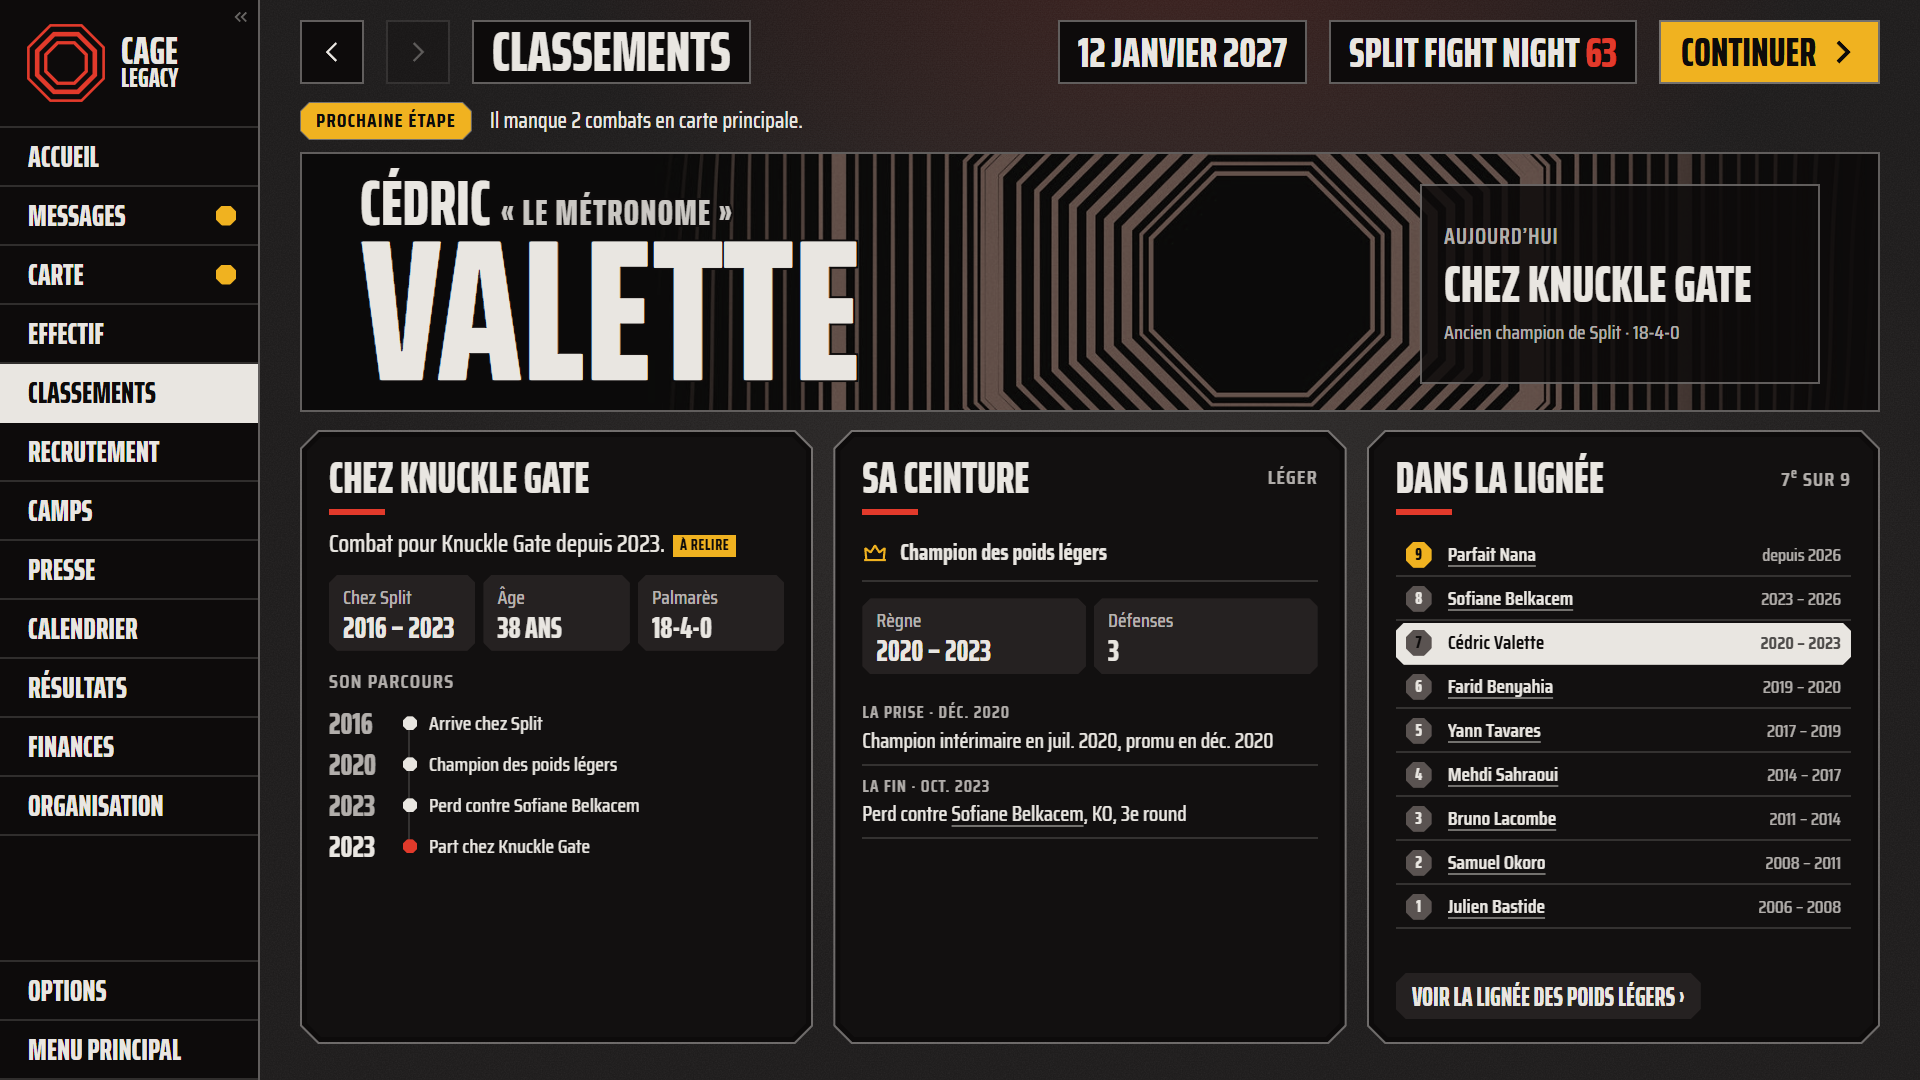 «
CAGE
LEGACY
ACCUEIL
MESSAGES
CARTE
EFFECTIF
CLASSEMENTS
RECRUTEMENT
CAMPS
PRESSE
CALENDRIER
RÉSULTATS
FINANCES
ORGANISATION
OPTIONS
MENU PRINCIPAL
CLASSEMENTS
12 JANVIER 2027
SPLIT FIGHT NIGHT 63
CONTINUER
PROCHAINE ÉTAPE
Il manque 2 combats en carte principale.
CÉDRIC « LE MÉTRONOME »
VALETTE
AUJOURD’HUI
CHEZ KNUCKLE GATE
Ancien champion de Split · 18-4-0
CHEZ KNUCKLE GATE
Combat pour Knuckle Gate depuis 2023. À RELIRE
Chez Split
2016 – 2023
Âge
38 ANS
Palmarès
18-4-0
SON PARCOURS
2016 Arrive chez Split
2020 Champion des poids légers
2023 Perd contre Sofiane Belkacem
2023 Part chez Knuckle Gate
SA CEINTURE
LÉGER
Champion des poids légers
Règne
2020 – 2023
Défenses
3
LA PRISE · DÉC. 2020
Champion intérimaire en juil. 2020, promu en déc. 2020
LA FIN · OCT. 2023
Perd contre Sofiane Belkacem, KO, 3e round
DANS LA LIGNÉE
7e SUR 9
9 Parfait Nana depuis 2026
8 Sofiane Belkacem 2023 – 2026
7 Cédric Valette 2020 – 2023
6 Farid Benyahia 2019 – 2020
5 Yann Tavares 2017 – 2019
4 Mehdi Sahraoui 2014 – 2017
3 Bruno Lacombe 2011 – 2014
2 Samuel Okoro 2008 – 2011
1 Julien Bastide 2006 – 2008
VOIR LA LIGNÉE DES POIDS LÉGERS ›